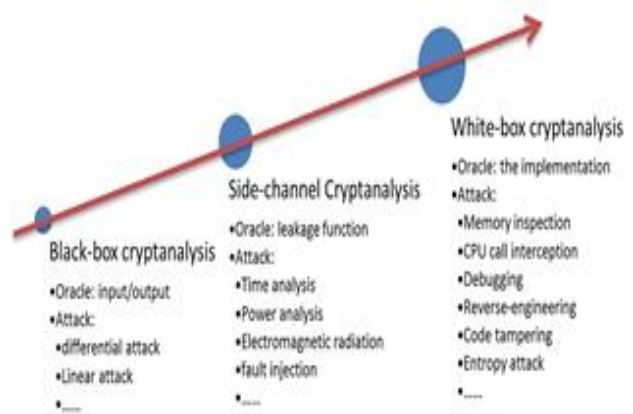 Black-box cryptanalysis
•Oracle: input/output
•Attack:
•differential attack
•Linear attack
•......
Side-channel Cryptanalysis
•Oracle: leakage function
•Attack:
•Time analysis
•Power analysis
•Electromagnetic radiation
•fault injection
•......
White-box cryptanalysis
•Oracle: the implementation
•Attack:
•Memory inspection
•CPU call interception
•Debugging
•Reverse-engineering
•Code tampering
•Entropy attack
•......